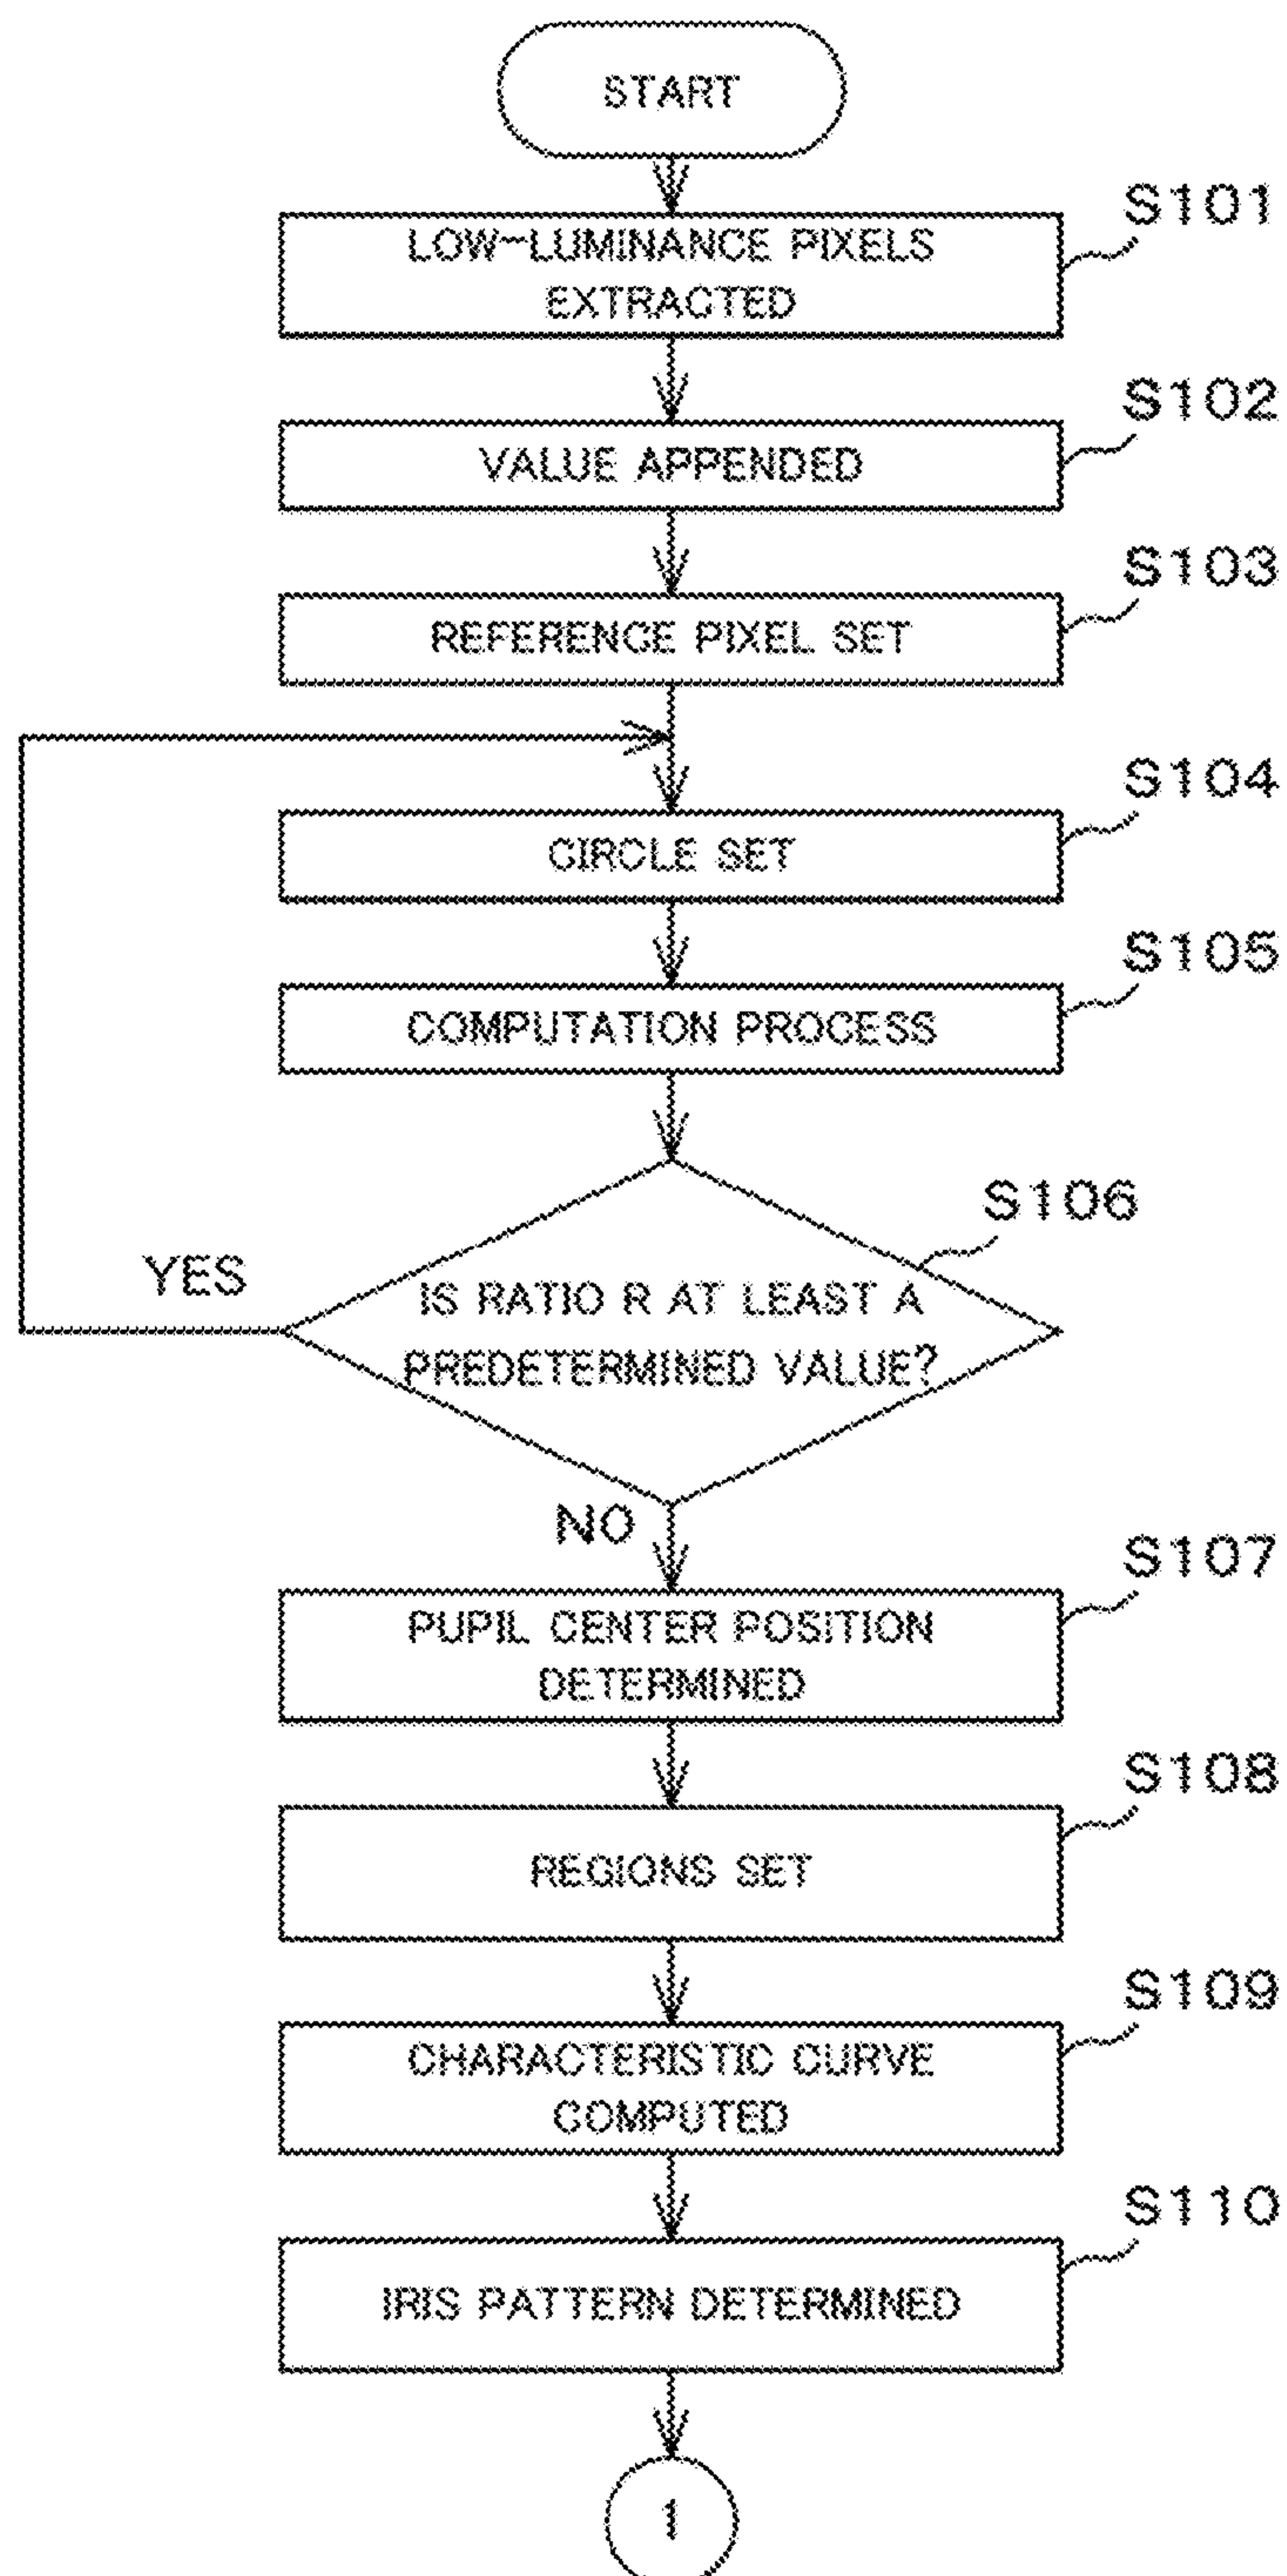 START
S101
LOW-LUMINANCE PIXELS
EXTRACTED
S102
VALUE APPENDED
S103
REFERENCE PIXEL SET
S104
CIRCLE SET
S105
COMPUTATION PROCESS
S106
YES
IS RATIO R AT LEAST A
PREDETERMINED VALUE?
NO
S107
PUPIL CENTER POSITION
DETERMINED
S108
REGIONS SET
S109
CHARACTERISTIC CURVE
COMPUTED
S110
IRIS PATTERN DETERMINED
1